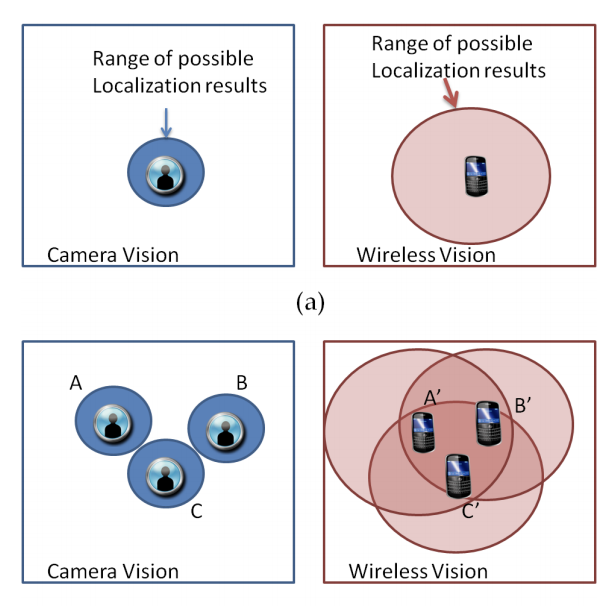 Range of possible
Localization results
Camera Vision
Range of possible
Localization results
Wireless Vision
(a)
A
B
C
Camera Vision
A’
B’
C’
Wireless Vision